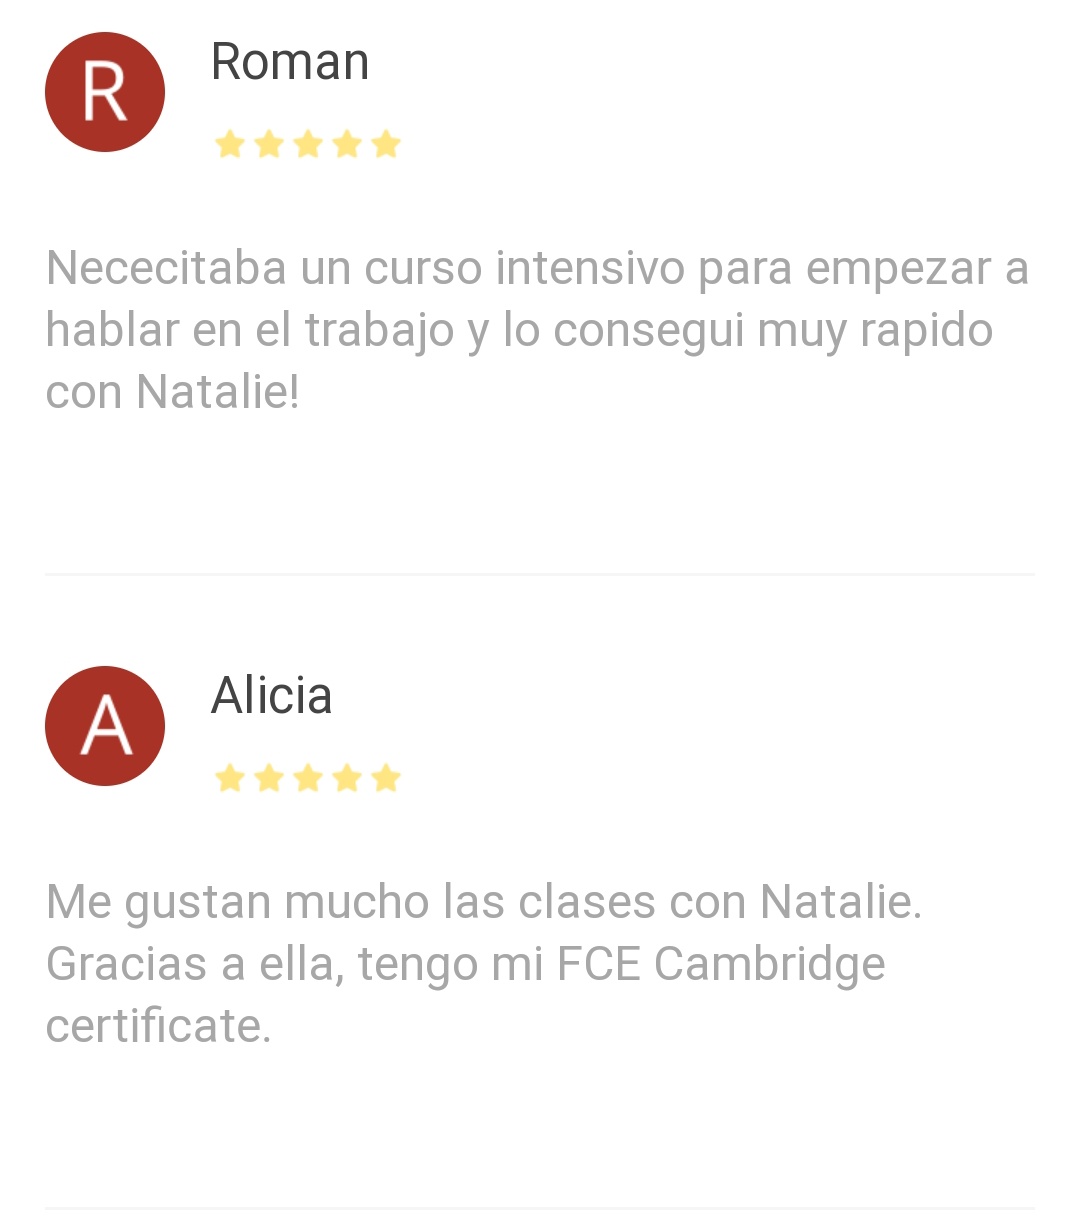 R
Roman
Nececitaba un curso intensivo para empezar a
hablar en el trabajo y lo consegui muy rapido
con Natalie!
A
Alicia
Me gustan mucho las clases con Natalie.
Gracias a ella, tengo mi FCE Cambridge
certificate.